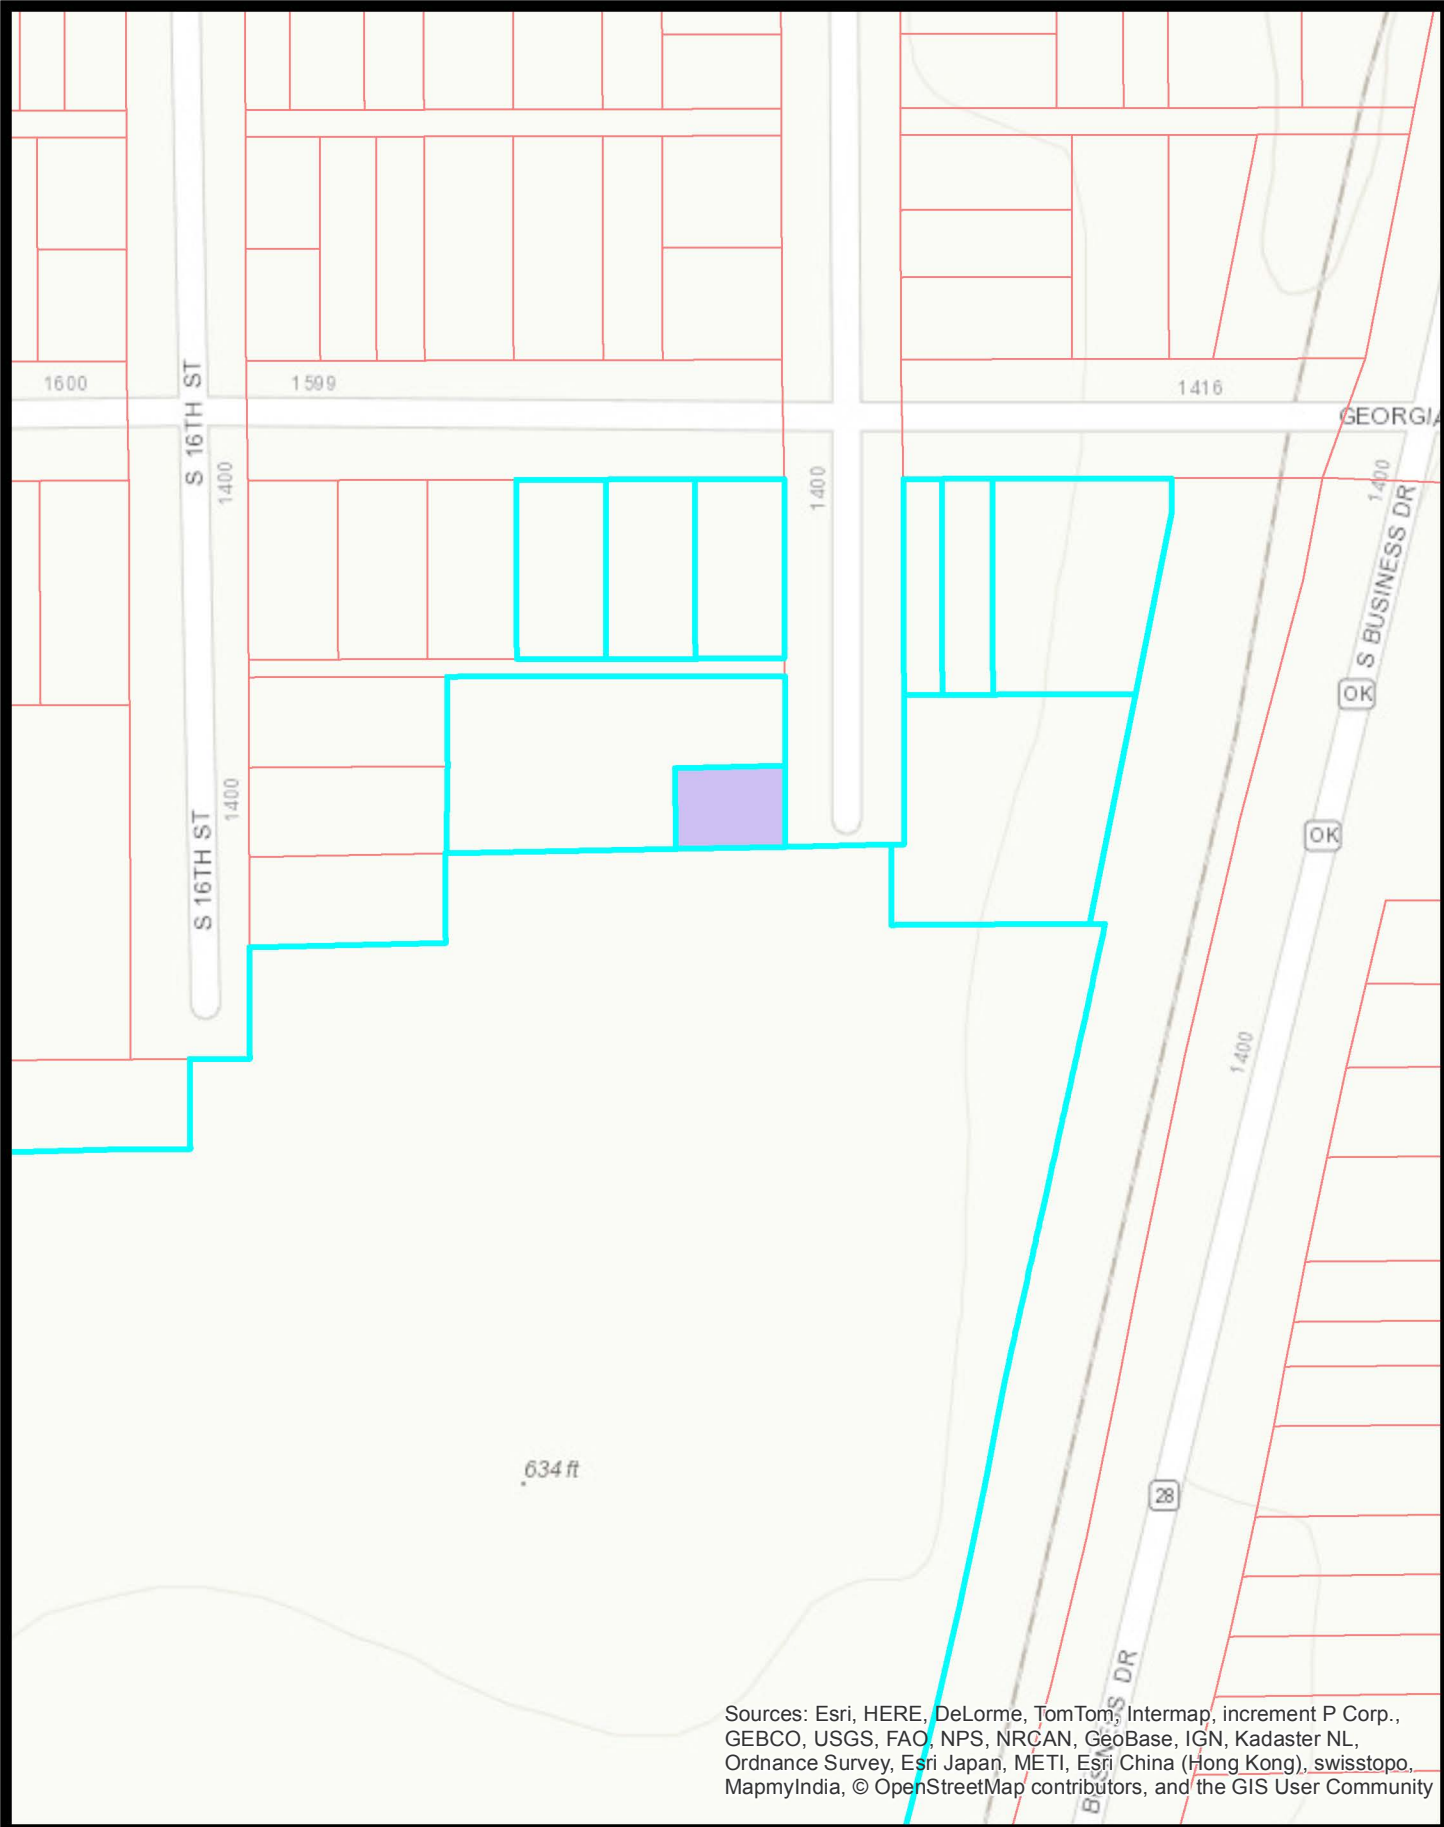 1600
1599
1416
S 16TH ST
GEORGIA
1400
1400
1400
S BUSINESS DR
OK
1400
S 16TH ST
OK
1400
634 ft
28
BUSINESS DR
Sources: Esri, HERE, DeLorme, TomTom, Intermap, increment P Corp.,
GEBCO, USGS, FAO, NPS, NRCAN, GeoBase, IGN, Kadaster NL,
Ordnance Survey, Esri Japan, METI, Esri China (Hong Kong), swisstopo,
MapmyIndia, © OpenStreetMap contributors, and the GIS User Community